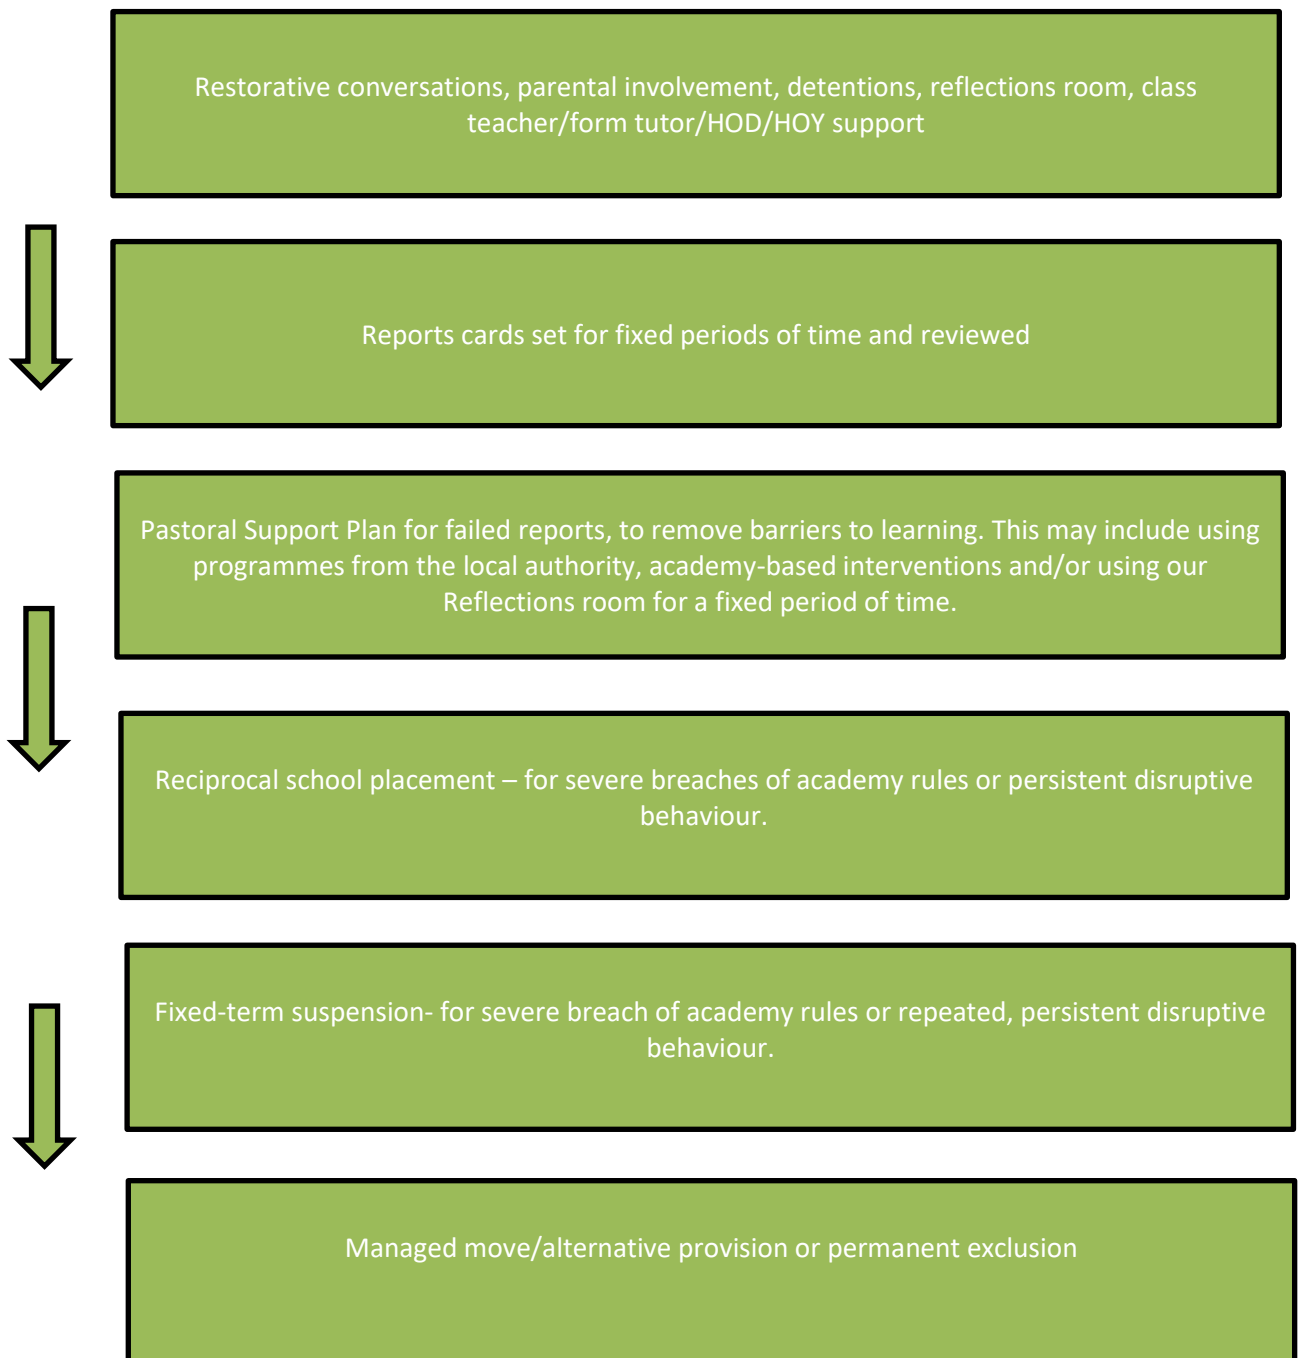 Restorative conversations, parental involvement, detentions, reflections room, class
teacher/form tutor/HOD/HOY support
Reports cards set for fixed periods of time and reviewed
Pastoral Support Plan for failed reports, to remove barriers to learning. This may include using
programmes from the local authority, academy-based interventions and/or using our
Reflections room for a fixed period of time.
Reciprocal school placement – for severe breaches of academy rules or persistent disruptive
behaviour.
Fixed-term suspension- for severe breach of academy rules or repeated, persistent disruptive
behaviour.
Managed move/alternative provision or permanent exclusion